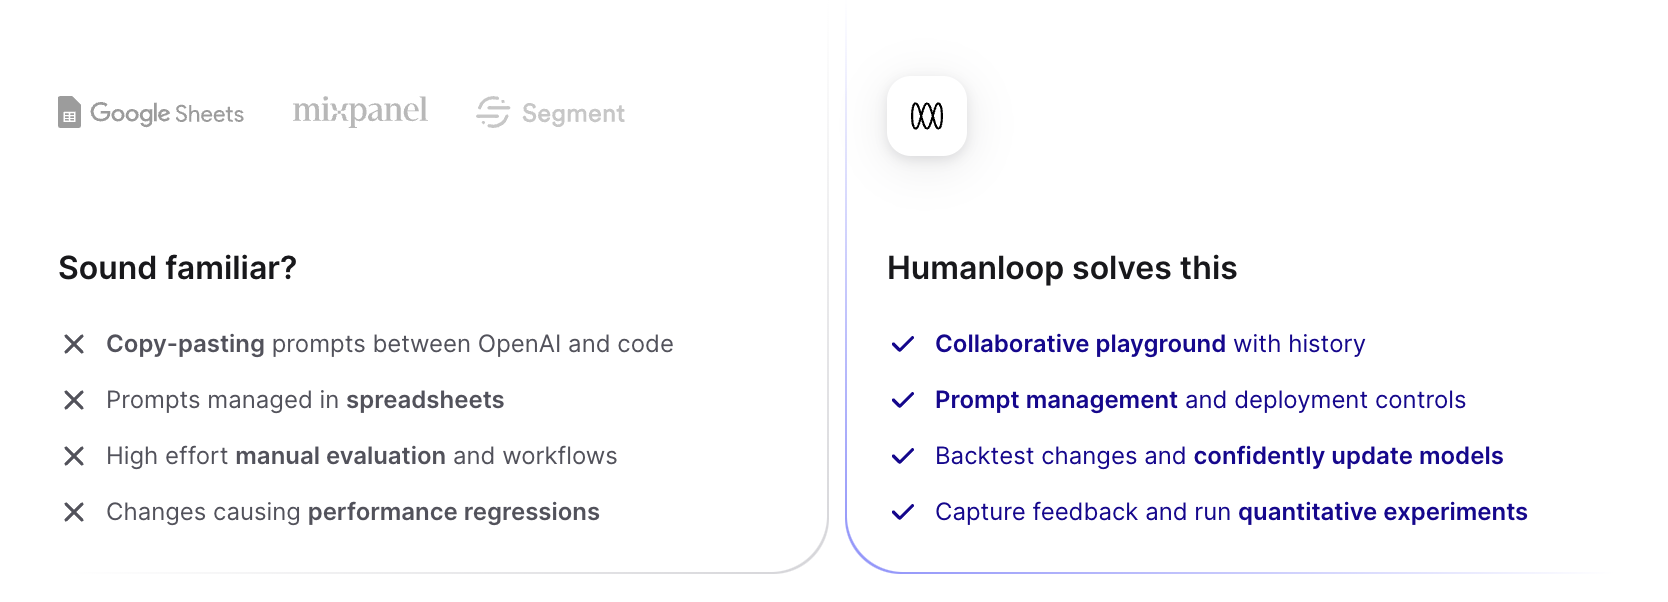 Google Sheets
mixpanel
Segment
Sound familiar?
Copy-pasting prompts between OpenAI and code
Prompts managed in spreadsheets
High effort manual evaluation and workflows
Changes causing performance regressions
Humanloop solves this
Collaborative playground with history
Prompt management and deployment controls
Backtest changes and confidently update models
Capture feedback and run quantitative experiments